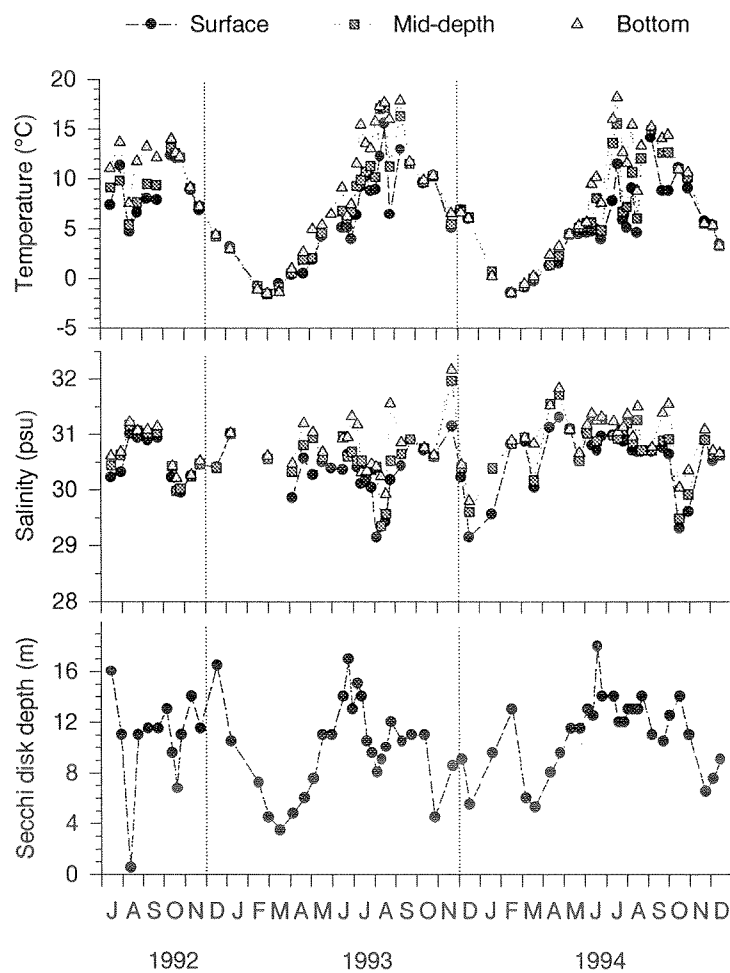 Surface Mid-depth Bottom
Temperature (°C)
20
15
10
5
0
-5
Salinity (psu)
32
31
30
29
28
Secchi disk depth (m)
16
12
8
4
0
J A S O N D J F M A M J J A S O N D J F M A M J J A S O N D
1992 1993 1994